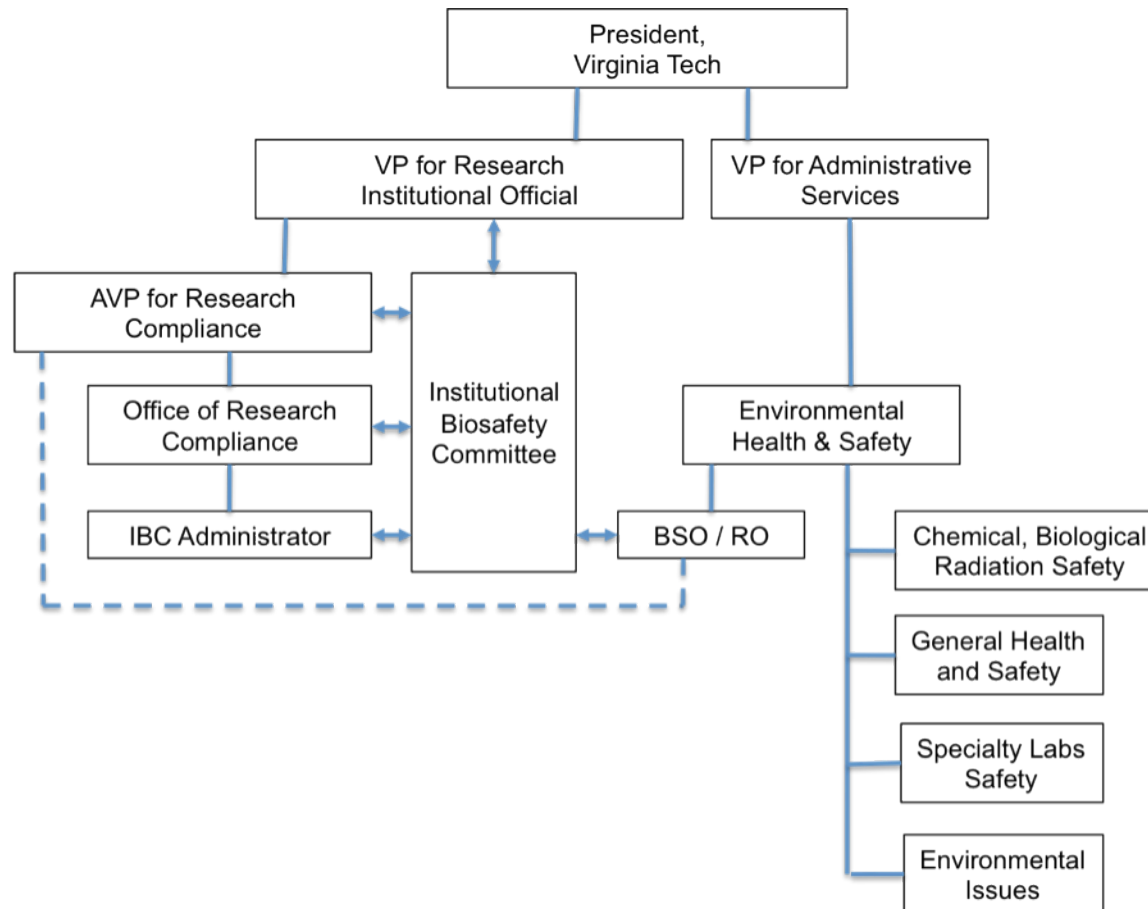 President,
Virginia Tech
VP for Research
Institutional Official
VP for Administrative
Services
AVP for Research
Compliance
Institutional
Biosafety
Committee
Office of Research
Compliance
Environmental
Health & Safety
IBC Administrator
BSO / RO
Chemical, Biological
Radiation Safety
General Health
and Safety
Specialty Labs
Safety
Environmental
Issues